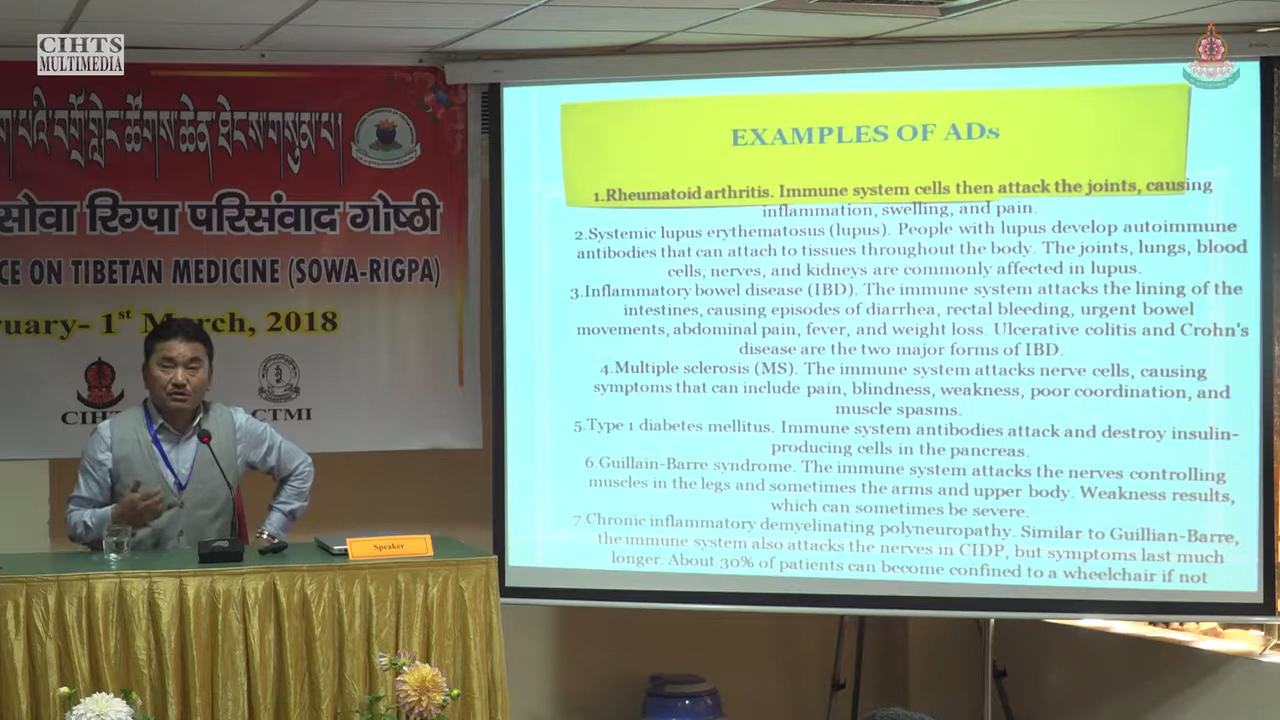 CIHTS
MULTIMEDIA
པའི་བགྲོ་གླེང་ཚོགས་ཆེན་ཐེངས་གསུམ་པ།
सोवा रिग्पा परिसंवाद गोष्ठी
CE ON TIBETAN MEDICINE (SOWA-RIGPA)
ruary- 1st March, 2018
CIHT
CTMI
Speaker
EXAMPLES OF ADs
1.Rheumatoid arthritis. Immune system cells then attack the joints, causing
inflammation, swelling, and pain.
2.Systemic lupus erythematosus (lupus). People with lupus develop autoimmune
antibodies that can attach to tissues throughout the body. The joints, lungs, blood
cells, nerves, and kidneys are commonly affected in lupus.
3.Inflammatory bowel disease (IBD). The immune system attacks the lining of the
intestines, causing episodes of diarrhea, rectal bleeding, urgent bowel
movements, abdominal pain, fever, and weight loss. Ulcerative colitis and Crohn's
disease are the two major forms of IBD.
4.Multiple sclerosis (MS). The immune system attacks nerve cells, causing
symptoms that can include pain, blindness, weakness, poor coordination, and
muscle spasms.
5.Type 1 diabetes mellitus. Immune system antibodies attack and destroy insulin-
producing cells in the pancreas.
6.Guillain-Barre syndrome. The immune system attacks the nerves controlling
muscles in the legs and sometimes the arms and upper body. Weakness results,
which can sometimes be severe.
7.Chronic inflammatory demyelinating polyneuropathy. Similar to Guillian-Barre,
the immune system also attacks the nerves in CIDP, but symptoms last much
longer. About 30% of patients can become confined to a wheelchair if not